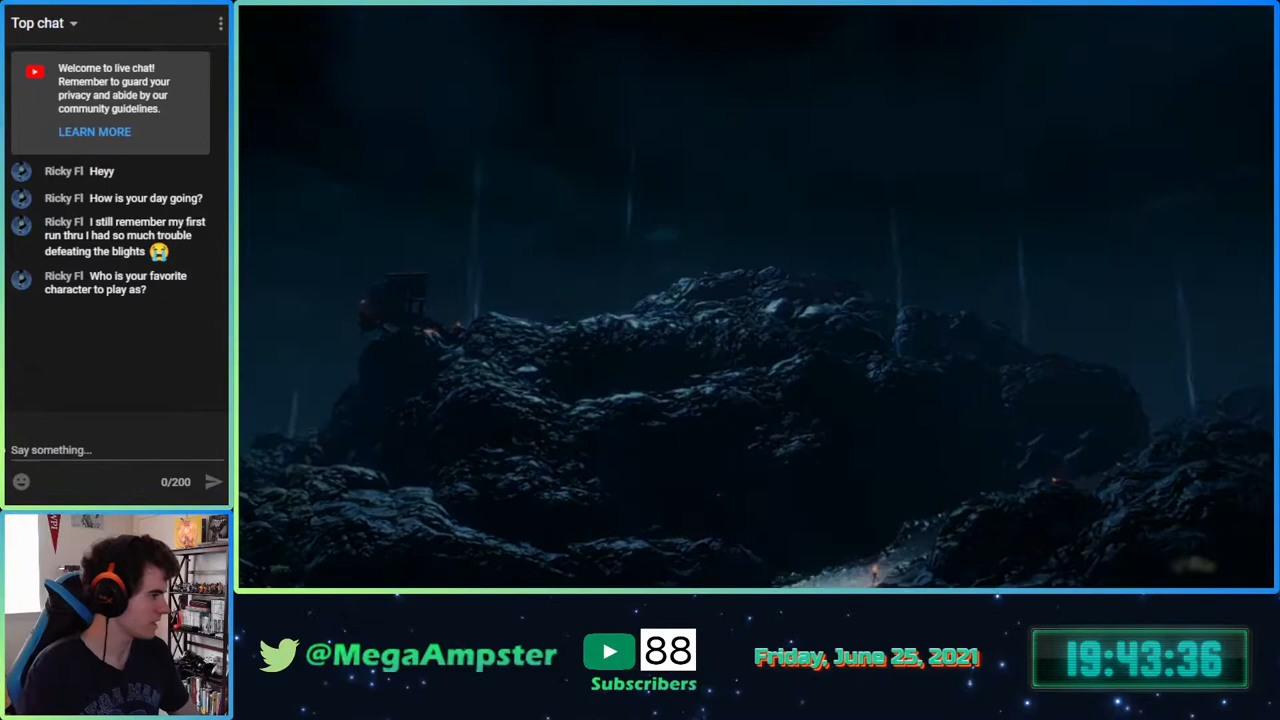 Top chat
Welcome to live chat!
Remember to guard your
privacy and abide by our
community guidelines.
LEARN MORE
Ricky Fl Heyy
Ricky Fl How is your day going?
Ricky Fl I still remember my first
run thru I had so much trouble
defeating the blights 😭
Ricky Fl Who is your favorite
character to play as?
Say something...
0/200
@MegaAmpster
88
Subscribers
Friday, June 25, 2021
19:43:36